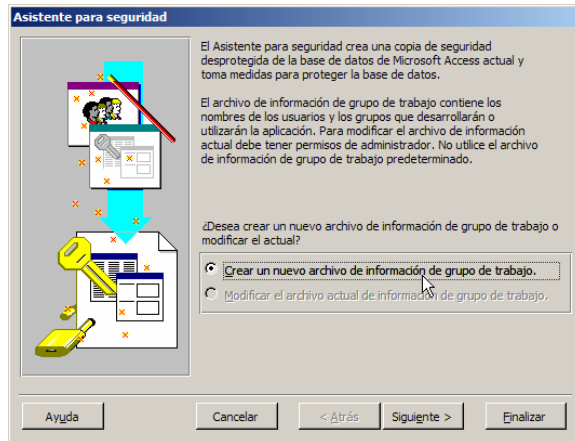 Asistente para seguridad
El Asistente para seguridad crea una copia de seguridad
desprotegida de la base de datos de Microsoft Access actual y
toma medidas para proteger la base de datos.
El archivo de información de grupo de trabajo contiene los
nombres de los usuarios y los grupos que desarrollarán o
utilizarán la aplicación. Para modificar el archivo de información
actual debe tener permisos de administrador. No utilice el archivo
de información de grupo de trabajo predeterminado.
¿Desea crear un nuevo archivo de información de grupo de trabajo o
modificar el actual?
Crear un nuevo archivo de información de grupo de trabajo.
Modificar el archivo actual de información de grupo de trabajo.
Ayuda Cancelar < Atrás Siguiente > Finalizar